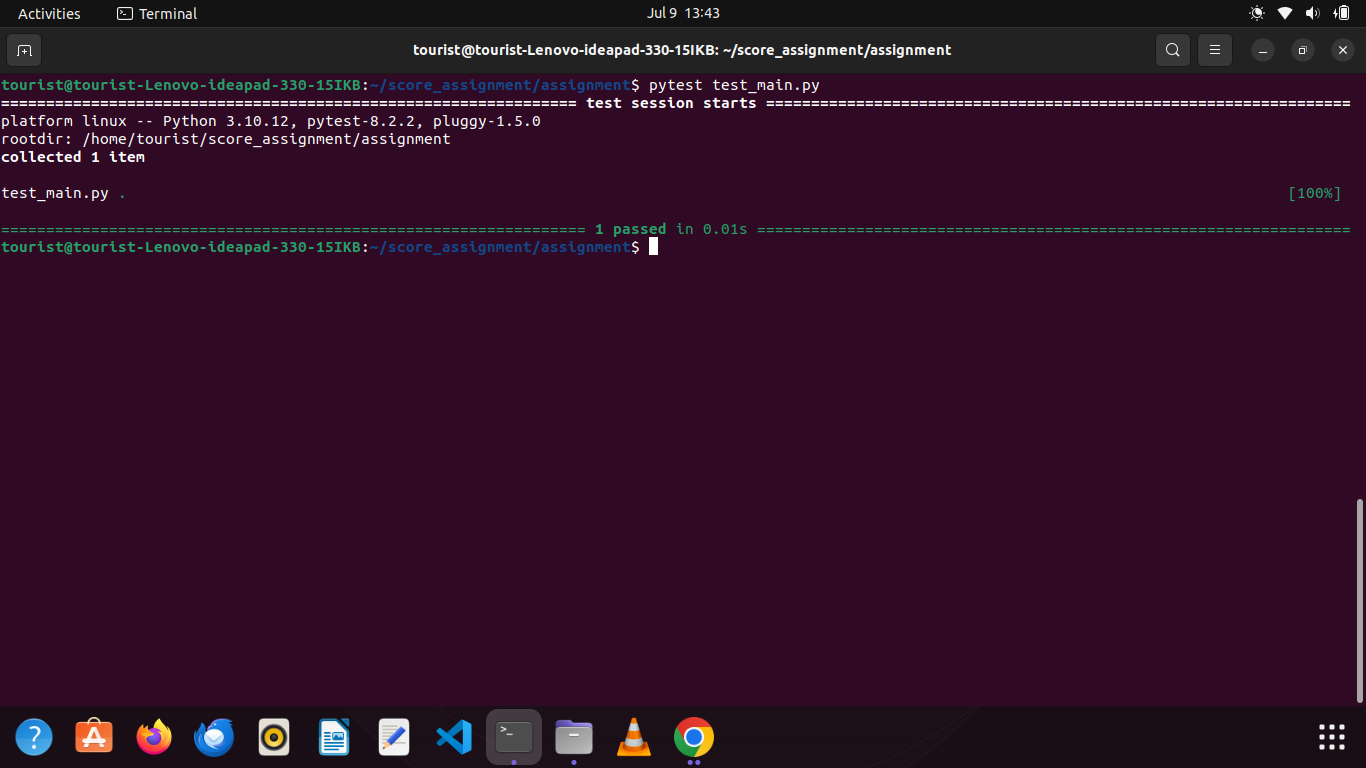 Activities
Terminal
Jul 9 13:43
tourist@tourist-Lenovo-ideapad-330-15IKB: ~/score_assignment/assignment
tourist@tourist-Lenovo-ideapad-330-15IKB:~/score_assignment/assignment$ pytest test_main.py
================================================================ test session starts =================================================================
platform linux -- Python 3.10.12, pytest-8.2.2, pluggy-1.5.0
rootdir: /home/tourist/score_assignment/assignment
collected 1 item
test_main.py . [100%]
================================================================= 1 passed in 0.01s ==================================================================
tourist@tourist-Lenovo-ideapad-330-15IKB:~/score_assignment/assignment$